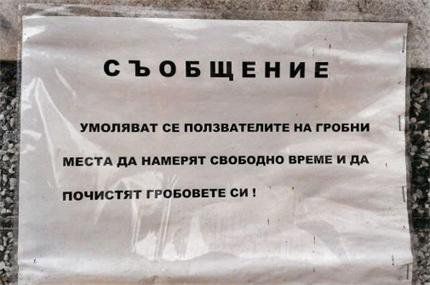 СЪОБЩЕНИЕ
УМОЛЯВАТ СЕ ПОЛЗВАТЕЛИТЕ НА ГРОБНИ
МЕСТА ДА НАМЕРЯТ СВОБОДНО ВРЕМЕ И ДА
ПОЧИСТЯТ ГРОБОВЕТЕ СИ !